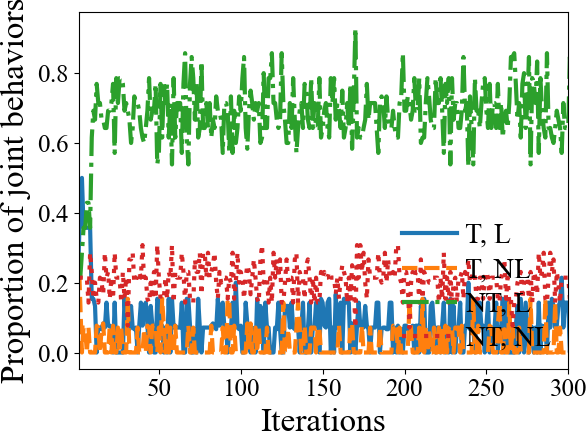 Proportion of joint behaviors
0.8
0.6
0.4
0.2
0.0
T, L
T, NL
NT, L
NT, NL
50
100
150
200
250
300
Iterations